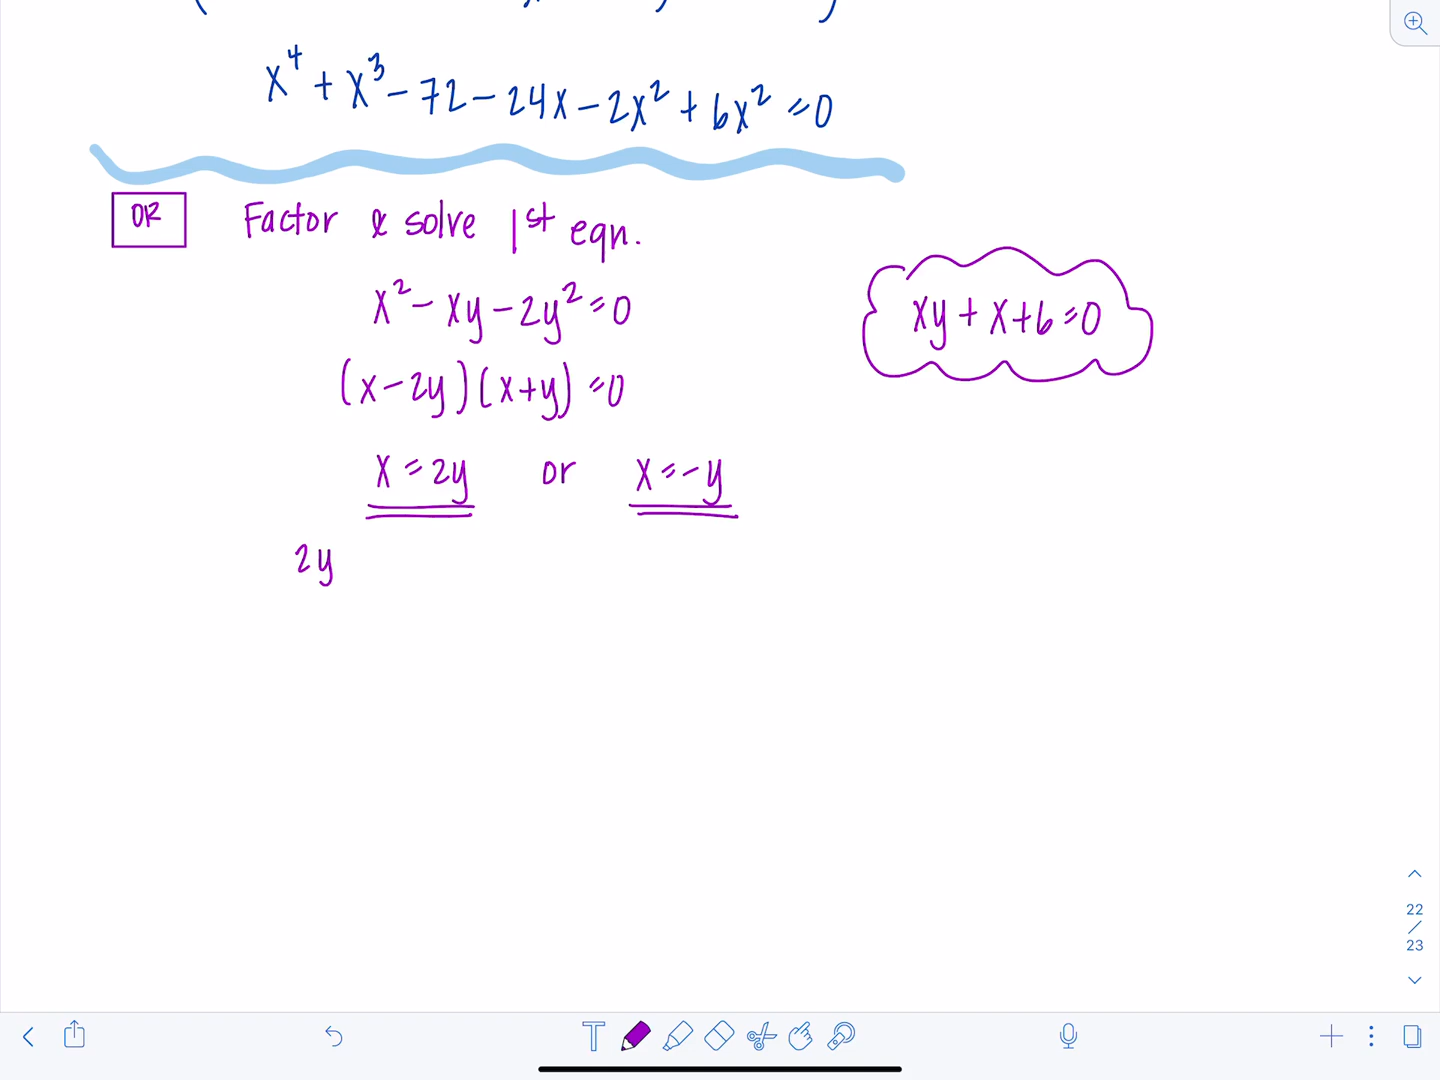 x⁴ + x³ - 72 - 24x - 2x² + 6x² = 0
OR Factor & solve 1st eqn.
x² - xy - 2y² = 0
xy + x + 6 = 0
(x - 2y)(x + y) = 0
x = 2y or x = -y
2y
22
/
23
T